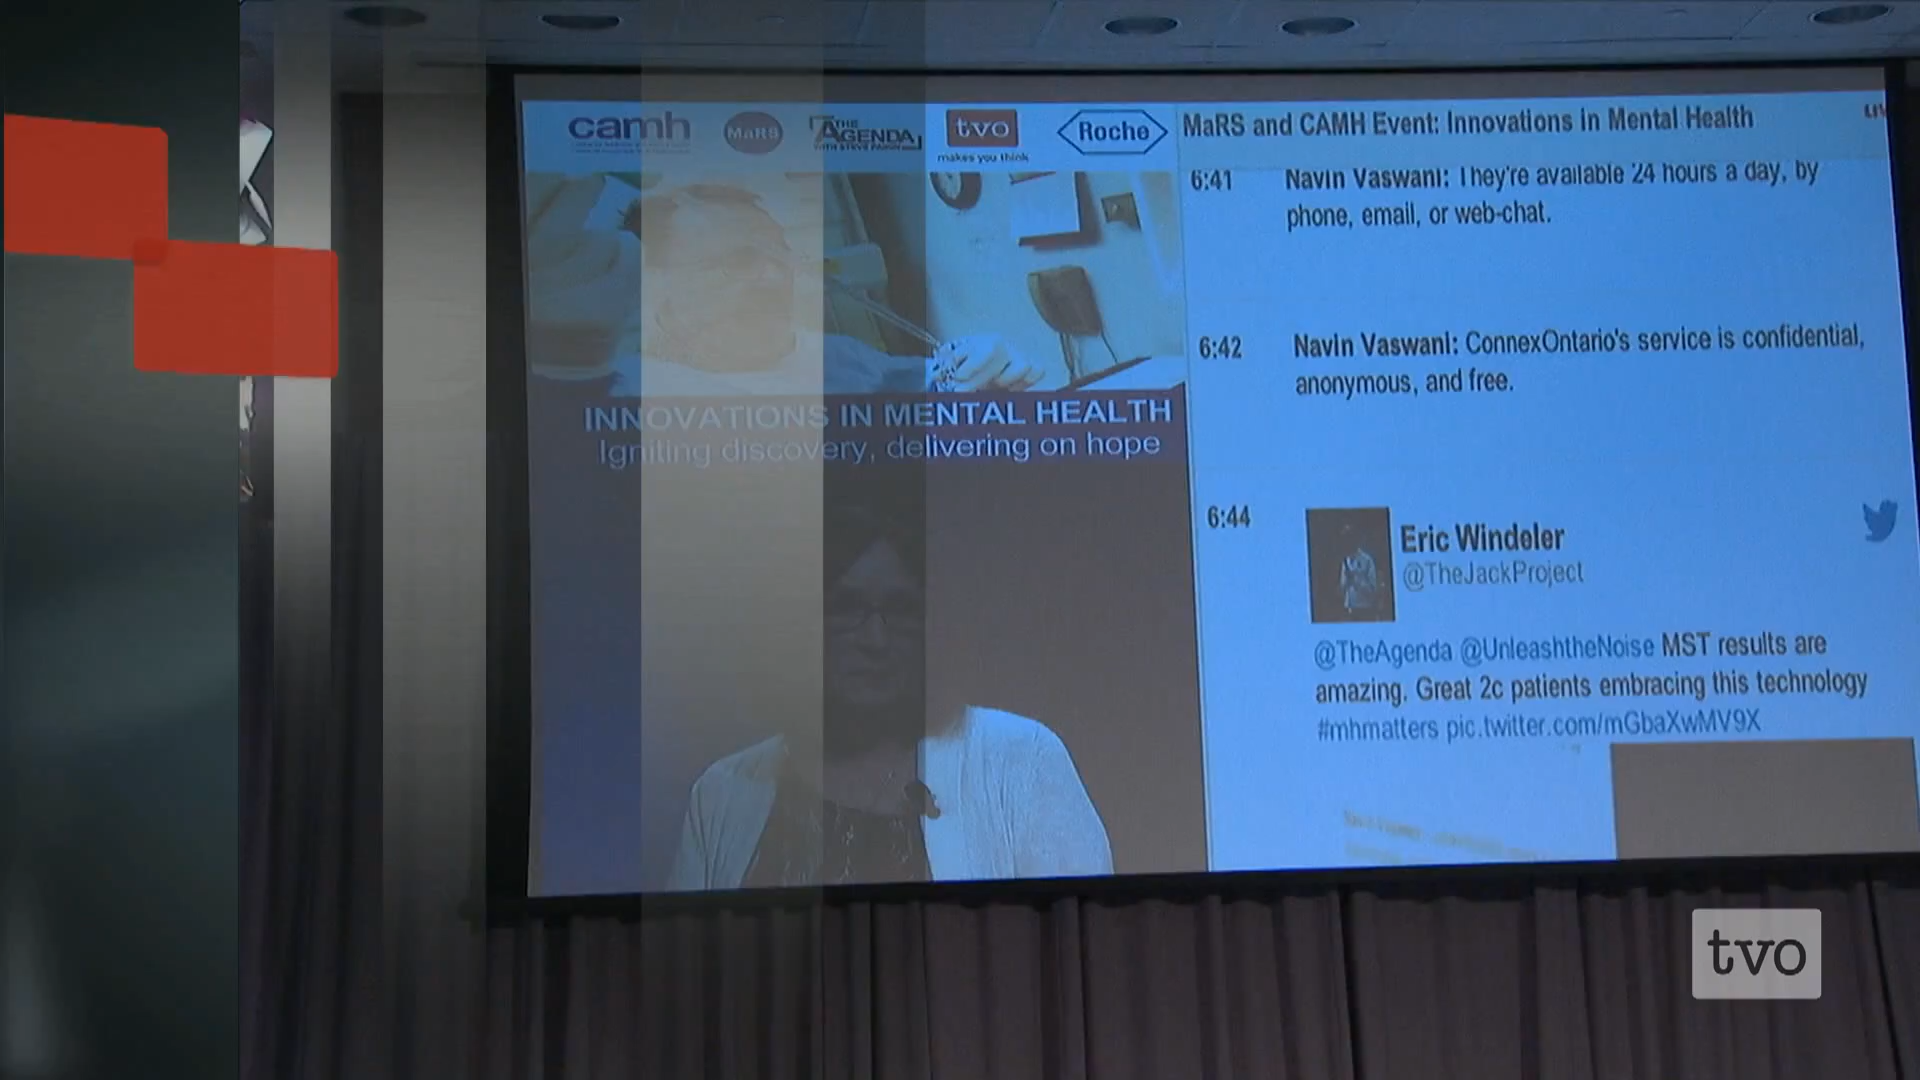 camh
MaRS
THE AGENDA
WITH STEVE PAIKIN
tvo
makes you think
Roche
INNOVATIONS IN MENTAL HEALTH
Igniting discovery, delivering on hope
MaRS and CAMH Event: Innovations in Mental Health
6:41 Navin Vaswani: They're available 24 hours a day, by
phone, email, or web-chat.
6:42 Navin Vaswani: ConnexOntario's service is confidential,
anonymous, and free.
6:44 Eric Windeler
@TheJackProject
@TheAgenda @UnleashtheNoise MST results are
amazing. Great 2c patients embracing this technology
#mhmatters pic.twitter.com/mGbaXwMV9X
tvo